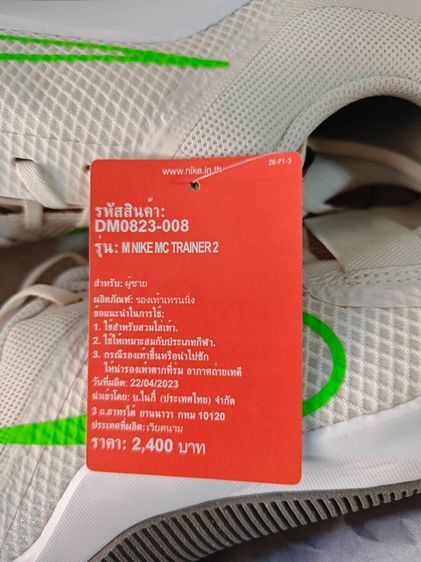 www.nike.in.th
26-P1-3
รหัสสินค้า:
DM0823-008
รุ่น: M NIKE MC TRAINER 2
สำหรับ: ผู้ชาย
ผลิตภัณฑ์: รองเท้าเทรนนิ่ง
ข้อแนะนำในการใช้:
1. ใช้สำหรับสวมใส่เท้า.
2. ใช้ให้เหมาะสมกับประเภทกีฬา.
3. กรณีรองเท้าชื้นหรือนำไปซัก
ให้นำรองเท้าตากที่ร่ม อากาศถ่ายเทดี
วันที่ผลิต: 22/04/2023
นำเข้าโดย: บ.ไนกี้ (ประเทศไทย) จำกัด
3 ถ.สาทรใต้ ยานนาวา กทม 10120
ประเทศที่ผลิต: เวียดนาม
ราคา: 2,400 บาท